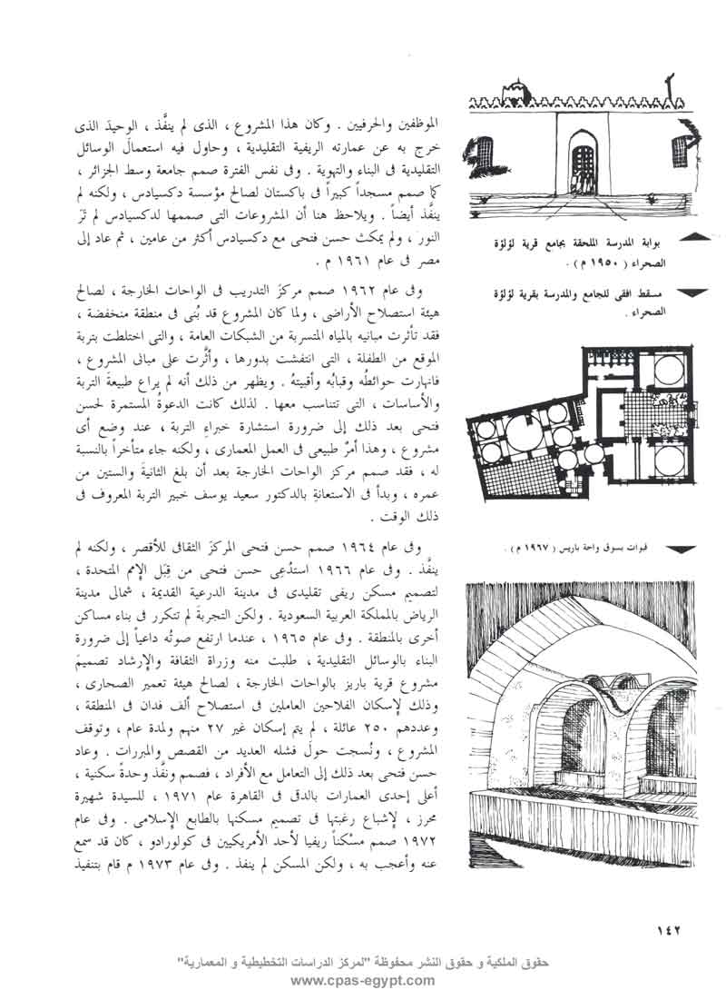 الموظفين والحرفيين . وكان هذا المشروع ، الذى لم ينفَّذ ، الوحيدَ الذى
خرج به عن عمارته الريفية التقليدية ، وحاول فيه استعمالَ الوسائل
التقليدية فى البناء والتهوية . وفى نفس الفترة صمم جامعة وسط الجزائر ،
كما صمم مسجداً كبيراً فى باكستان لصالح مؤسسة دكسيادس ، ولكنه لم
ينفَّذ أيضاً . ويلاحظ هنا أن المشروعات التى صممها لدكسيادس لم تَرَ
النور ، ولم يمكث حسن فتحى مع دكسيادس أكثر من عامين ، ثم عاد إلى
مصر فى عام ١٩٦١ م .
وفى عام ١٩٦٢ صمم مركزَ التدريب فى الواحات الخارجة ، لصالح
هيئة استصلاح الأراضى ، ولما كان المشروع قد بُنى فى منطقة منخفضة ،
فقد تأثرت مبانيه بالمياه المتسربة من الشبكات العامة ، والتى اختلطت بتربة
الموقع من الطفلة ، التى انتفشت بدورها ، وأثَّرت على مبانى المشروع ،
فانهارت حوائطُه وقبابُه وأقبيتهُ . ويظهر من ذلك أنه لم يراع طبيعةَ التربة
والأساسات ، التى تتناسب معها . لذلك كانت الدعوةُ المستمرة لحسن
فتحى بعد ذلك إلى ضرورة استشارة خبراءِ التربة ، عند وضع أى
مشروع ، وهذا أمرٌ طبيعى فى العمل المعمارى ، ولكنه جاء متأخراً بالنسبة
له ، فقد صمم مركز الواحات الخارجة بعد أن بلغ الثانيةَ والستين من
عمره ، وبدأ فى الاستعانةِ بالدكتور سعيد يوسف خبير التربة المعروف فى
ذلك الوقت .
وفى عام ١٩٦٤ صمم حسن فتحى المركزَ الثقافى للأقصر ، ولكنه لم
ينفَّذ . وفى عام ١٩٦٦ استُدعِى حسن فتحى من قِبَل الإمم المتحدة ،
لتصميم مسكن ريفى تقليدى فى مدينة الدرعية القديمة ، شمالى مدينة
الرياض بالمملكة العربية السعودية . ولكن التجربةَ لم تتكرر فى بناء مساكن
أخرى بالمنطقة . وفى عام ١٩٦٥ ، عندما ارتفع صوتُه داعياً إلى ضرورة
البناء بالوسائل التقليدية ، طلبت منه وزراة الثقافة والإرشاد تصميمَ
مشروع قرية باريز بالواحات الخارجة ، لصالح هيئة تعمير الصحارى ،
وذلك لإسكان الفلاحين العاملين فى استصلاح ألف فدان فى المنطقة ،
وعددهم ٢٥٠ عائلة ، لم يتم إسكان غير ٢٧ منهم ولمدة عام ، وتوقف
المشروع ، ونُسجت حولَ فشله العديد من القصص والمبررات . وعاد
حسن فتحى بعد ذلك إلى التعامل مع الأفراد ، فصمم ونفَّذ وحدةً سكنية ،
أعلى إحدى العمارات بالدقى فى القاهرة عام ١٩٧١ ، للسيدة شهيرة
محرز ، لإشباع رغبتها فى تصميم مسكنها بالطابع الإسلامى . وفى عام
١٩٧٢ صمم مسْكناً ريفيا لأحد الأمريكيين فى كولورادو ، كان قد سمع
عنه وأعجب به ، ولكن المسكن لم ينفذ . وفى عام ١٩٧٣ م قام بتنفيذ
بوابة المدرسة الملحقة بجامع قرية لؤلؤة
الصحراء ( ١٩٥٠ م ) .
مسقط افقى للجامع والمدرسة بقرية لؤلؤة
الصحراء .
قبوات بسوق واحة باريس ( ١٩٦٧ م ) .
١٤٢
حقوق الملكية و حقوق النشر محفوظة "لمركز الدراسات التخطيطية و المعمارية"
www.cpas-egypt.com